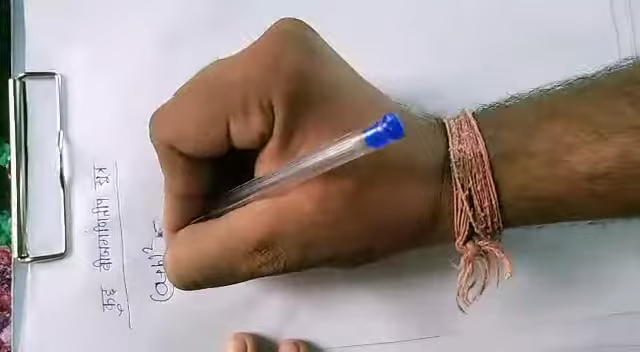 कुछ बीजगणितीय सूत्र
(a+b)² =